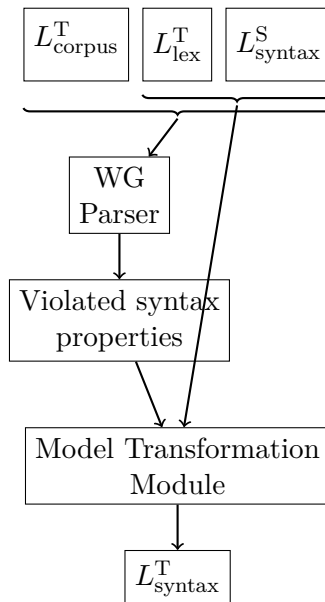 L^T_corpus L^T_lex L^S_syntax
WG
Parser
Violated syntax
properties
Model Transformation
Module
L^T_syntax